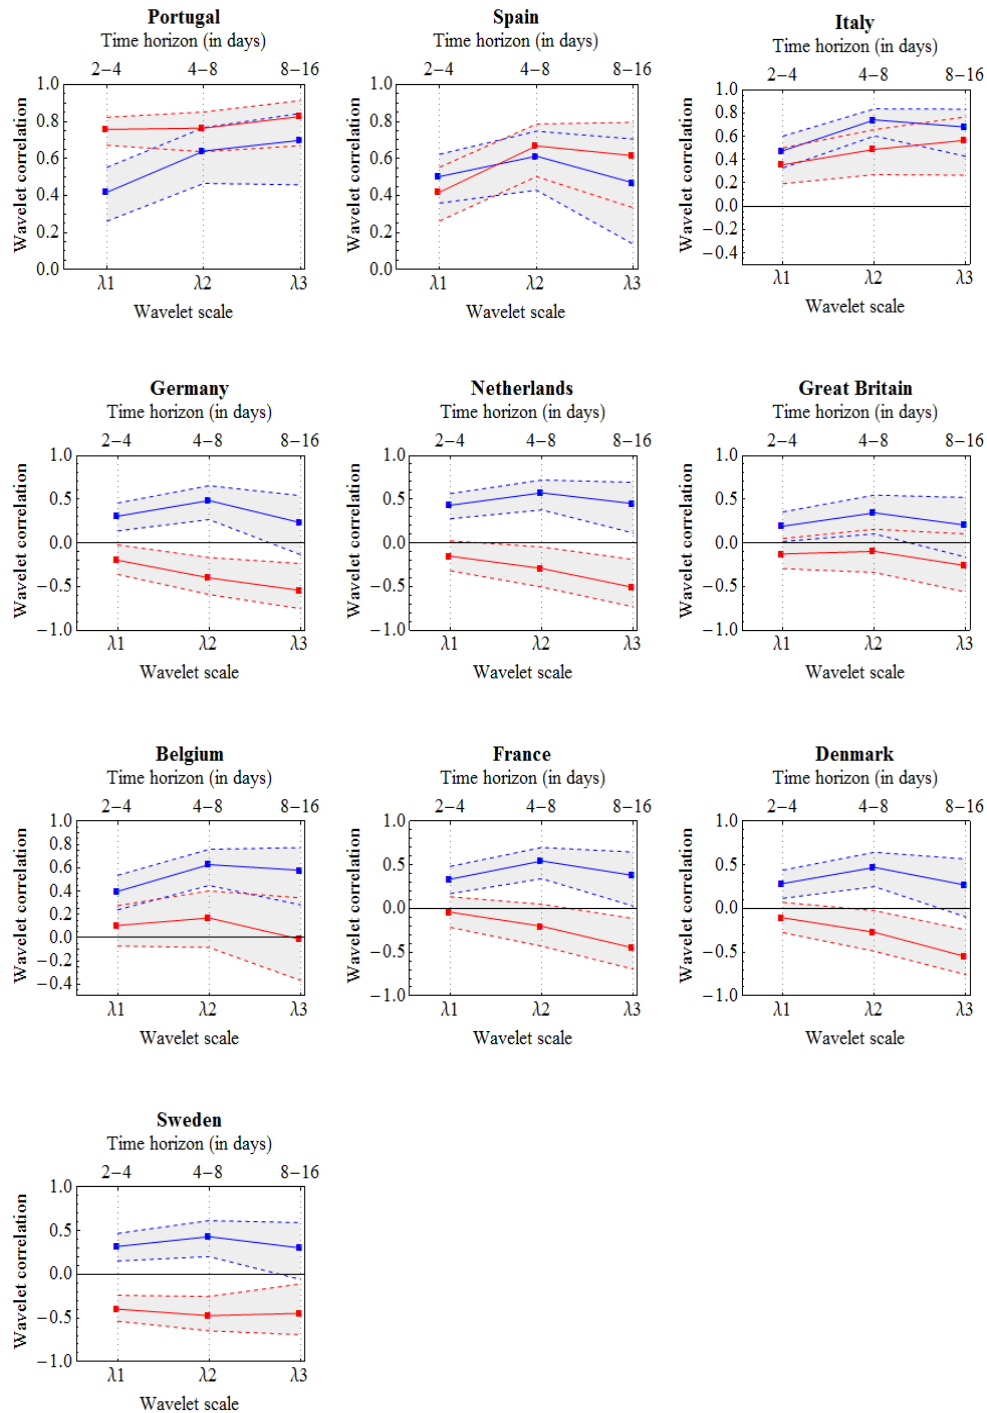 Portugal
Time horizon (in days)
2−4 4−8 8−16
1.0
0.8
0.6
0.4
0.2
0.0
Wavelet correlation
λ1 λ2 λ3
Wavelet scale
Spain
Time horizon (in days)
2−4 4−8 8−16
1.0
0.8
0.6
0.4
0.2
0.0
Wavelet correlation
λ1 λ2 λ3
Wavelet scale
Italy
Time horizon (in days)
2−4 4−8 8−16
1.0
0.8
0.6
0.4
0.2
0.0
−0.2
−0.4
Wavelet correlation
λ1 λ2 λ3
Wavelet scale
Germany
Time horizon (in days)
2−4 4−8 8−16
1.0
0.5
0.0
−0.5
−1.0
Wavelet correlation
λ1 λ2 λ3
Wavelet scale
Netherlands
Time horizon (in days)
2−4 4−8 8−16
1.0
0.5
0.0
−0.5
−1.0
Wavelet correlation
λ1 λ2 λ3
Wavelet scale
Great Britain
Time horizon (in days)
2−4 4−8 8−16
1.0
0.5
0.0
−0.5
−1.0
Wavelet correlation
λ1 λ2 λ3
Wavelet scale
Belgium
Time horizon (in days)
2−4 4−8 8−16
1.0
0.8
0.6
0.4
0.2
0.0
−0.2
−0.4
Wavelet correlation
λ1 λ2 λ3
Wavelet scale
France
Time horizon (in days)
2−4 4−8 8−16
1.0
0.5
0.0
−0.5
−1.0
Wavelet correlation
λ1 λ2 λ3
Wavelet scale
Denmark
Time horizon (in days)
2−4 4−8 8−16
1.0
0.5
0.0
−0.5
−1.0
Wavelet correlation
λ1 λ2 λ3
Wavelet scale
Sweden
Time horizon (in days)
2−4 4−8 8−16
1.0
0.5
0.0
−0.5
−1.0
Wavelet correlation
λ1 λ2 λ3
Wavelet scale